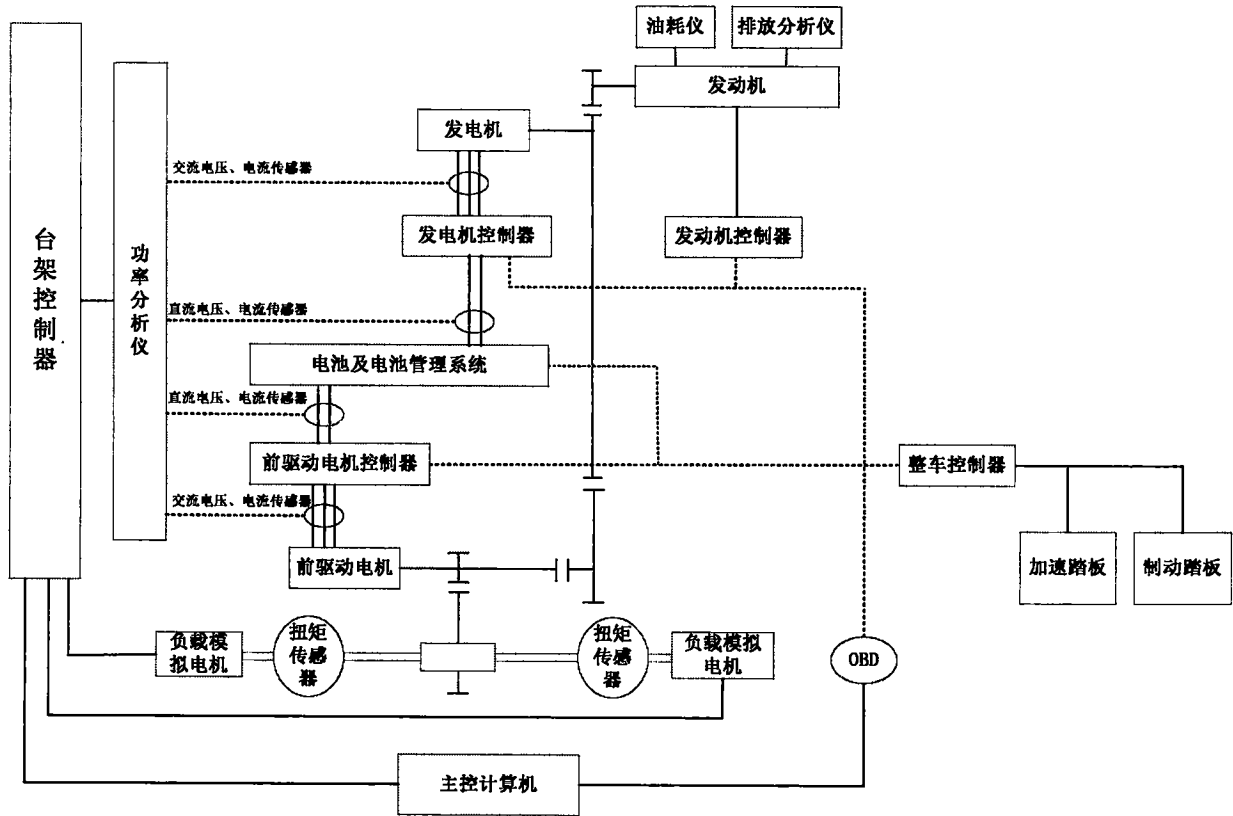 油耗仪
排放分析仪
发动机
发电机
交流电压、电流传感器
台架控制器
功率分析仪
发电机控制器
发动机控制器
直流电压、电流传感器
电池及电池管理系统
直流电压、电流传感器
前驱动电机控制器
整车控制器
交流电压、电流传感器
前驱动电机
加速踏板
制动踏板
负载模
拟电机
扭矩
传感
器
扭矩
传感
器
负载模拟
电机
OBD
主控计算机